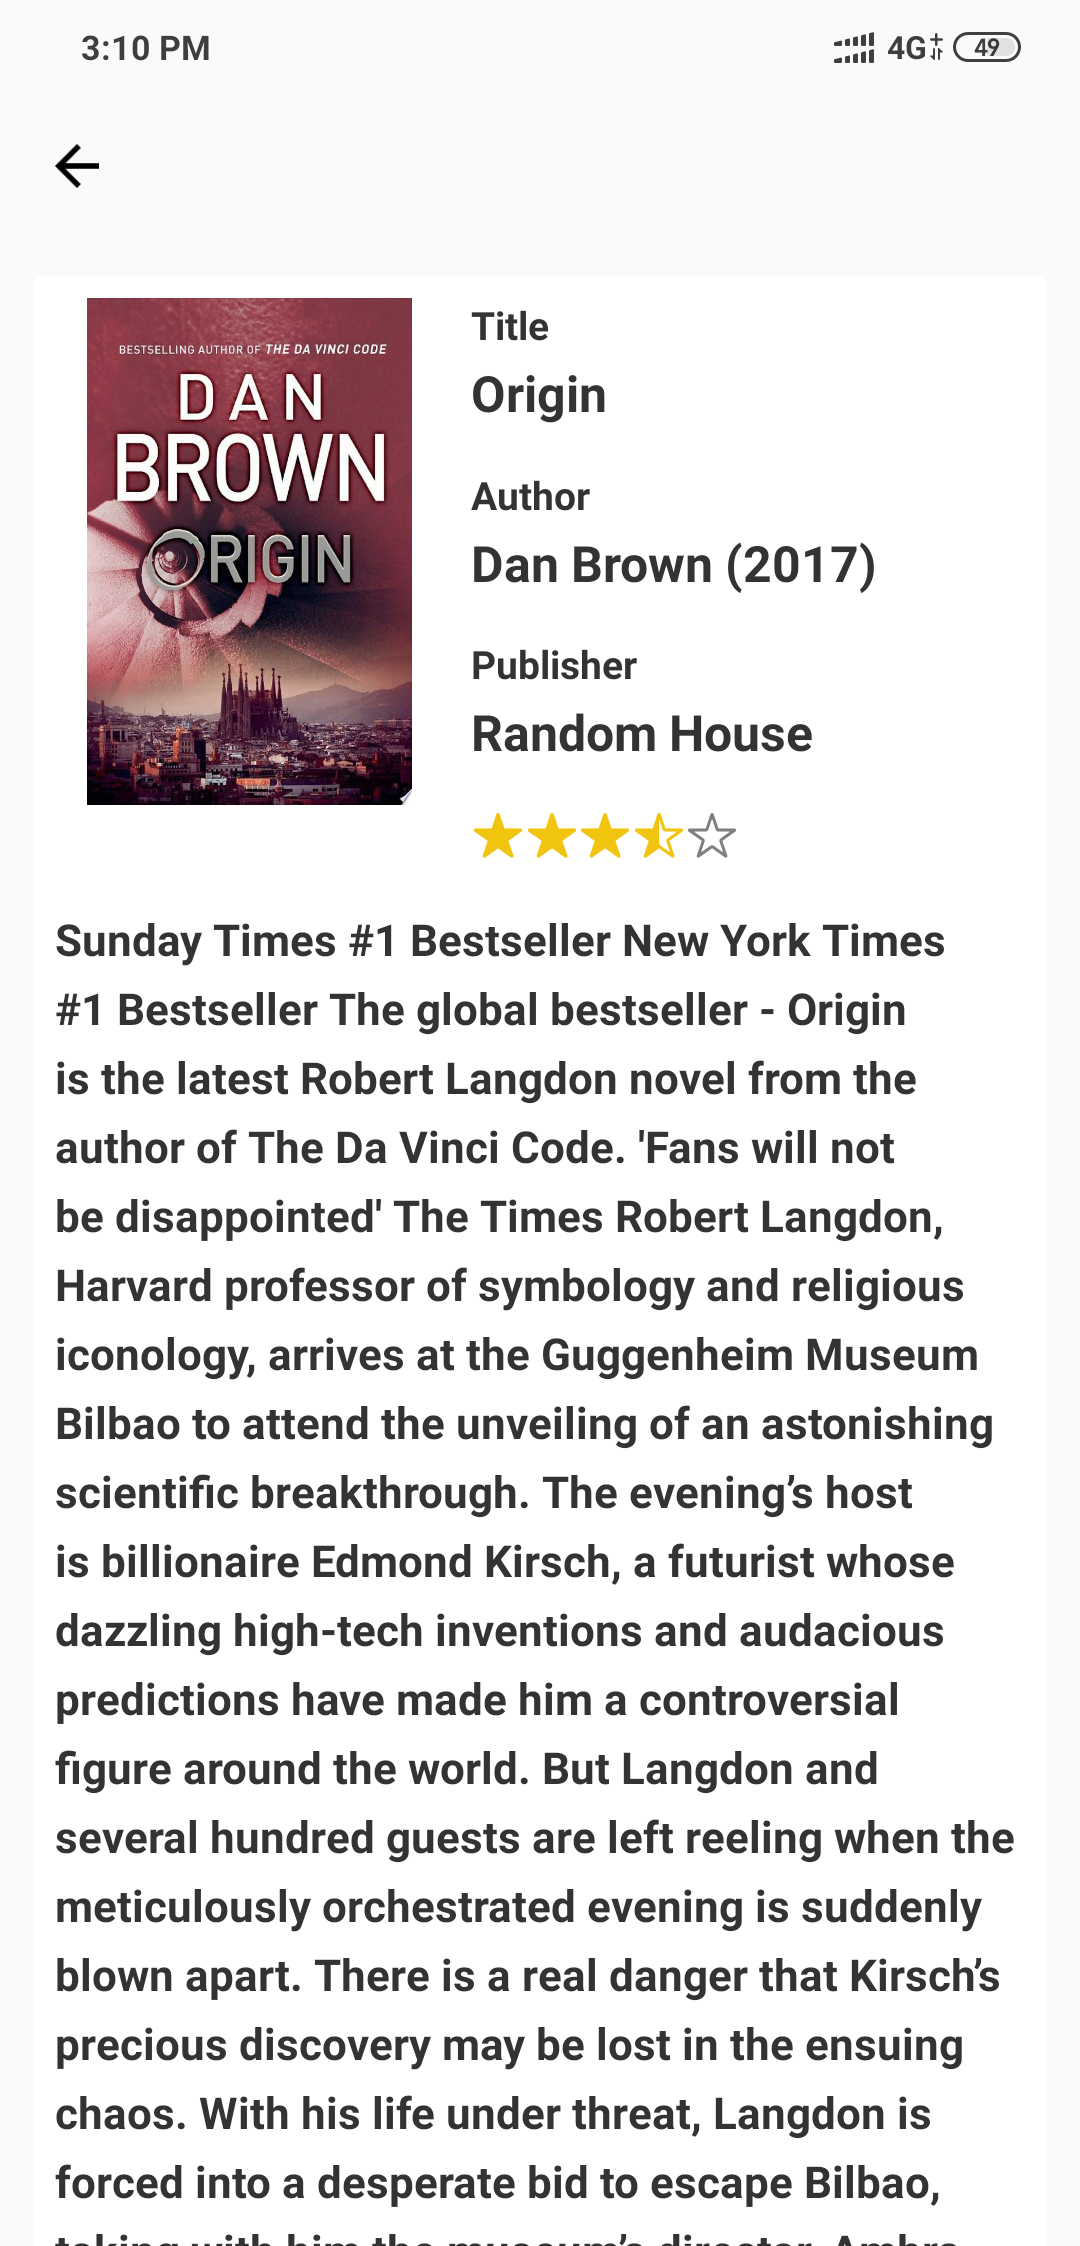 3:10 PM
4G+
49
BESTSELLING AUTHOR OF THE DA VINCI CODE
DAN
BROWN
ORIGIN
Title
Origin
Author
Dan Brown (2017)
Publisher
Random House
Sunday Times #1 Bestseller New York Times
#1 Bestseller The global bestseller - Origin
is the latest Robert Langdon novel from the
author of The Da Vinci Code. 'Fans will not
be disappointed' The Times Robert Langdon,
Harvard professor of symbology and religious
iconology, arrives at the Guggenheim Museum
Bilbao to attend the unveiling of an astonishing
scientific breakthrough. The evening’s host
is billionaire Edmond Kirsch, a futurist whose
dazzling high-tech inventions and audacious
predictions have made him a controversial
figure around the world. But Langdon and
several hundred guests are left reeling when the
meticulously orchestrated evening is suddenly
blown apart. There is a real danger that Kirsch’s
precious discovery may be lost in the ensuing
chaos. With his life under threat, Langdon is
forced into a desperate bid to escape Bilbao,
taking with him the museum’s director, Ambra